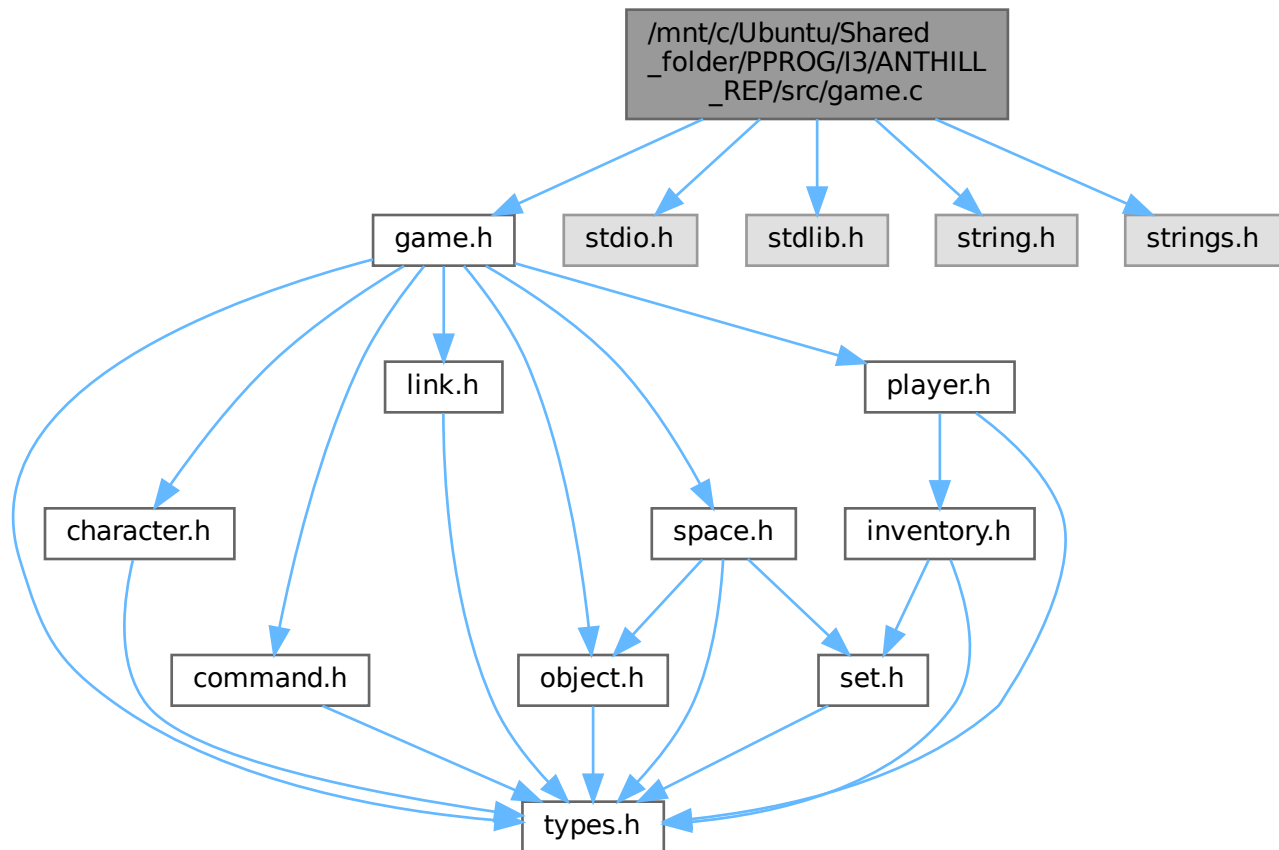 /mnt/c/Ubuntu/Shared
_folder/PPROG/I3/ANTHILL
_REP/src/game.c
game.h
stdio.h
stdlib.h
string.h
strings.h
link.h
player.h
character.h
space.h
inventory.h
command.h
object.h
set.h
types.h